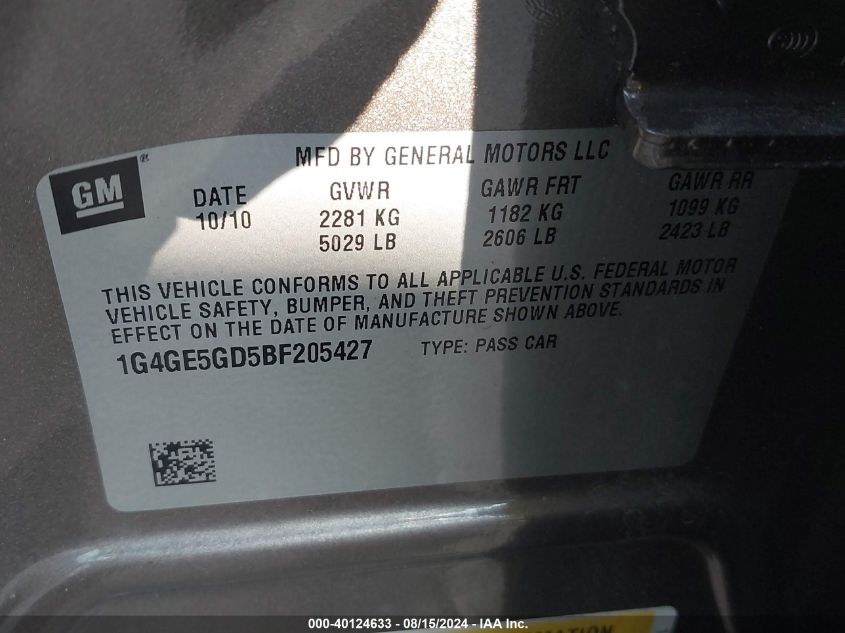 GM®
MFD BY GENERAL MOTORS LLC
DATE GVWR GAWR FRT GAWR RR
10/10 2281 KG 1182 KG 1099 KG
5029 LB 2606 LB 2423 LB
THIS VEHICLE CONFORMS TO ALL APPLICABLE U.S. FEDERAL MOTOR
VEHICLE SAFETY, BUMPER, AND THEFT PREVENTION STANDARDS IN
EFFECT ON THE DATE OF MANUFACTURE SHOWN ABOVE.
1G4GE5GD5BF205427 TYPE: PASS CAR
000-40124633 - 08/15/2024 - IAA Inc.